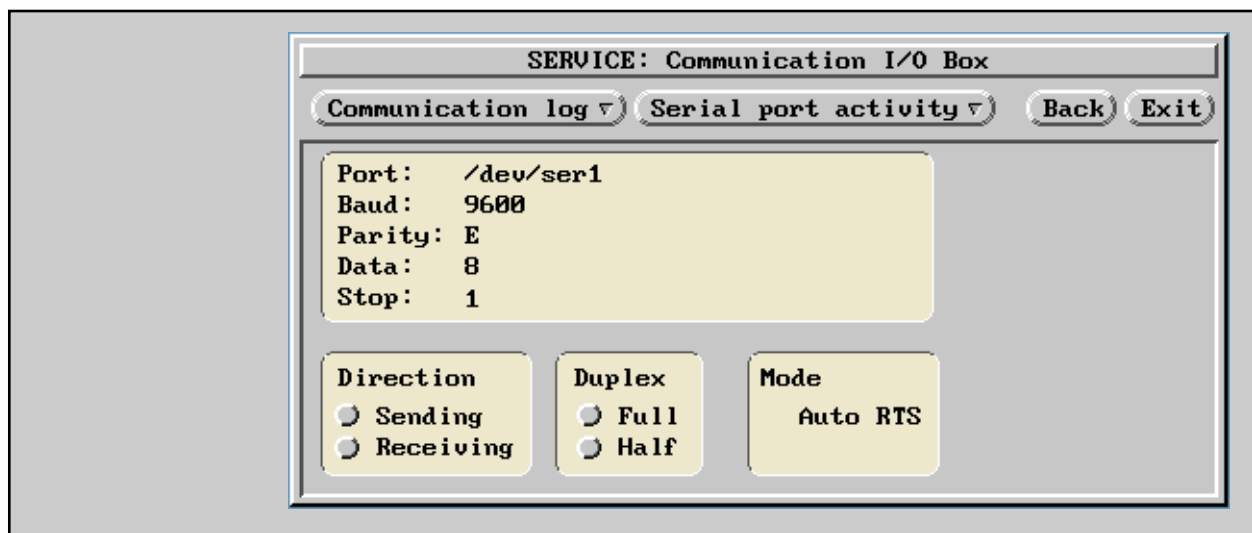 SERVICE: Communication I/O Box
Communication log ▿ Serial port activity ▿ Back Exit
Port: /dev/ser1
Baud: 9600
Parity: E
Data: 8
Stop: 1
Direction
Sending
Receiving
Duplex
Full
Half
Mode
Auto RTS